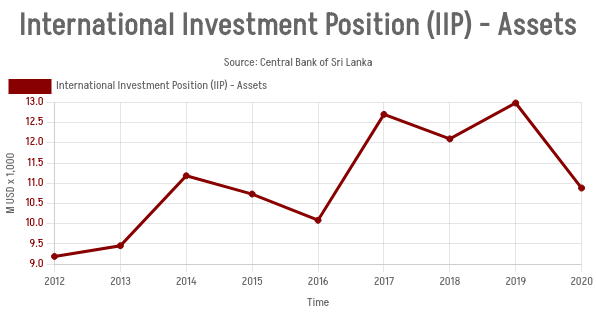 International Investment Position (IIP) - Assets
Source: Central Bank of Sri Lanka
International Investment Position (IIP) - Assets
13.0
12.5
12.0
11.5
11.0
10.5
10.0
9.5
9.0
M USD x 1,000
2012 2013 2014 2015 2016 2017 2018 2019 2020
Time